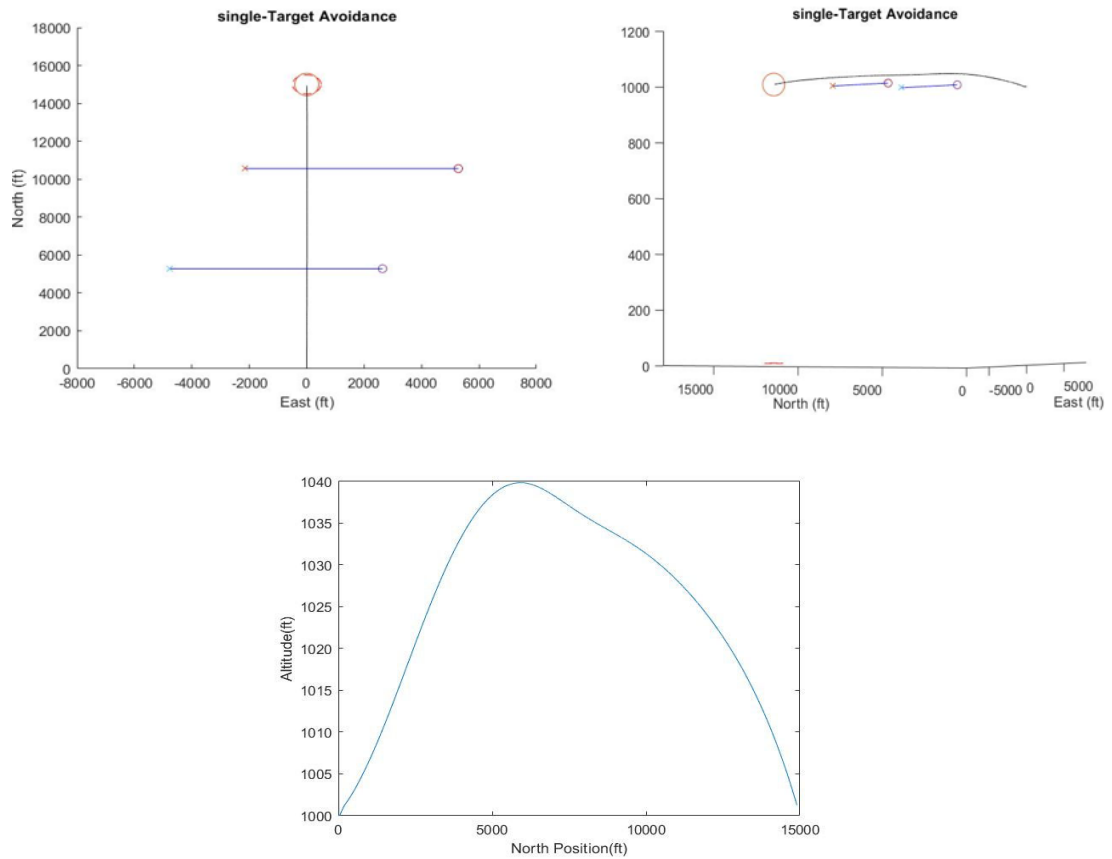 single-Target Avoidance
18000
16000
14000
12000
10000
8000
6000
4000
2000
0
North (ft)
-8000 -6000 -4000 -2000 0 2000 4000 6000 8000
East (ft)
single-Target Avoidance
1200
1000
800
600
400
200
0
15000 10000 5000 0 -5000 0 5000
North (ft) East (ft)
1040
1035
1030
1025
1020
1015
1010
1005
1000
Altitude(ft)
0 5000 10000 15000
North Position(ft)